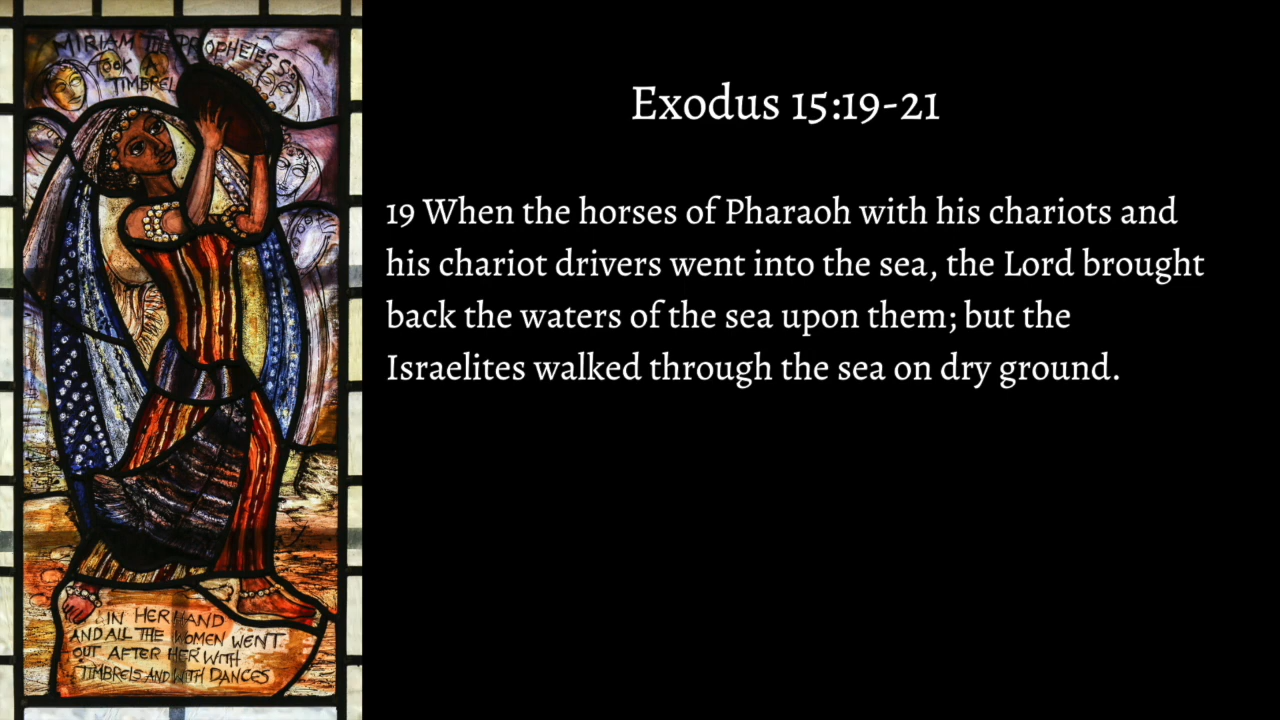 MIRIAM THE PROPHETESS
TOOK A
TIMBREL
IN HER HAND
AND ALL THE WOMEN WENT
OUT AFTER HER WITH
TIMBRELS AND WITH DANCES
Exodus 15:19-21
19 When the horses of Pharaoh with his chariots and
his chariot drivers went into the sea, the Lord brought
back the waters of the sea upon them; but the
Israelites walked through the sea on dry ground.